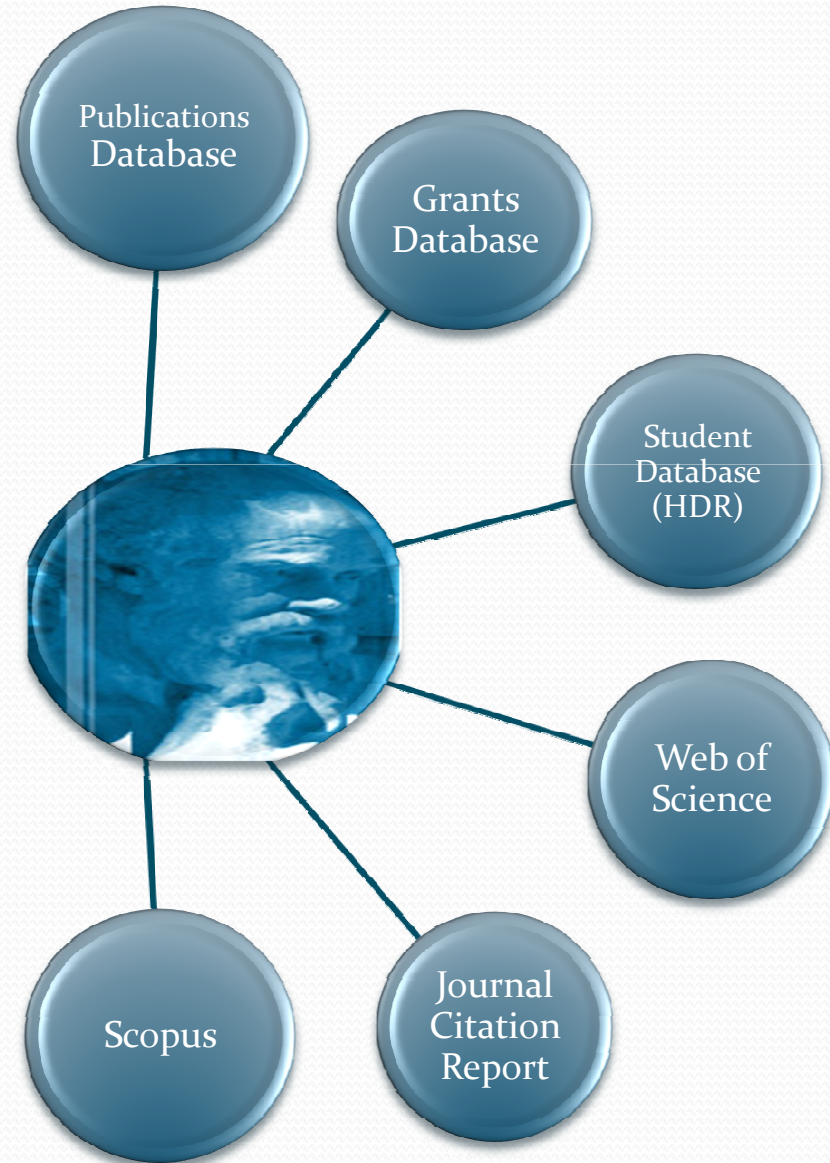 Publications
Database
Grants
Database
Student
Database
(HDR)
Web of
Science
Journal
Citation
Report
Scopus